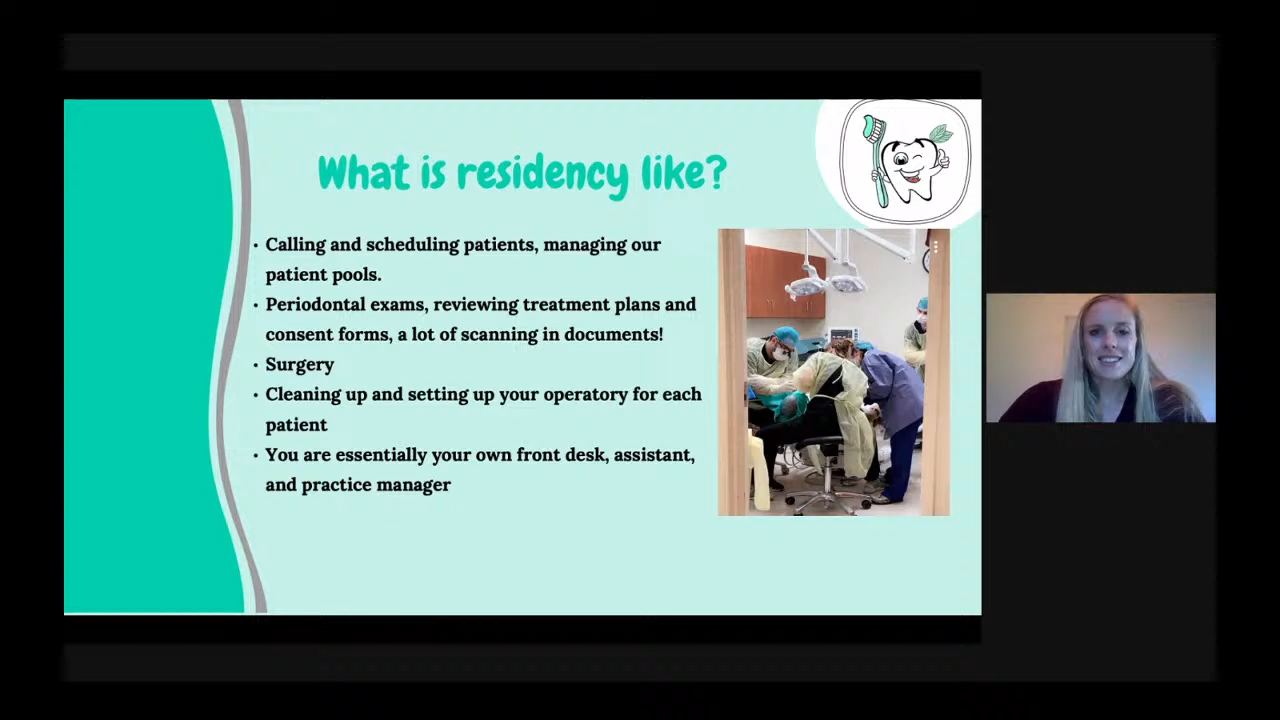 What is residency like?
• Calling and scheduling patients, managing our
patient pools.
• Periodontal exams, reviewing treatment plans and
consent forms, a lot of scanning in documents!
• Surgery
• Cleaning up and setting up your operatory for each
patient
• You are essentially your own front desk, assistant,
and practice manager